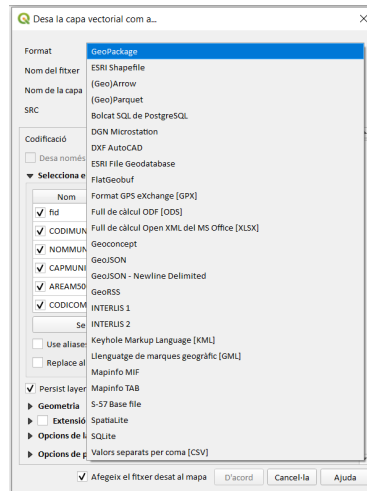 Desa la capa vectorial com a...
Format
GeoPackage
ESRI Shapefile
Nom del fitxer
(Geo)Arrow
Nom de la capa
(Geo)Parquet
SRC
Bolcat SQL de PostgreSQL
DGN Microstation
Codificació
DXF AutoCAD
Desa només
ESRI File Geodatabase
Selecciona e
FlatGeobuf
Nom
Format GPS eXchange [GPX]
fid
Full de càlcul ODF [ODS]
CODIMUN
Full de càlcul Open XML del MS Office [XLSX]
NOMMUN
Geoconcept
CAPMUNI
GeoJSON
GeoJSON - Newline Delimited
AREAM50
GeoRSS
CODICOM
INTERLIS 1
Se
INTERLIS 2
Use aliases
Keyhole Markup Language [KML]
Replace al
Llenguatge de marques geogràfic [GML]
Mapinfo MIF
Persist layer
Mapinfo TAB
Geometria
S-57 Base file
Extensió
SpatiaLite
Opcions de la
SQLite
Opcions de p
Valors separats per coma [CSV]
Afegeix el fitxer desat al mapa
D'acord
Cancel·la
Ajuda